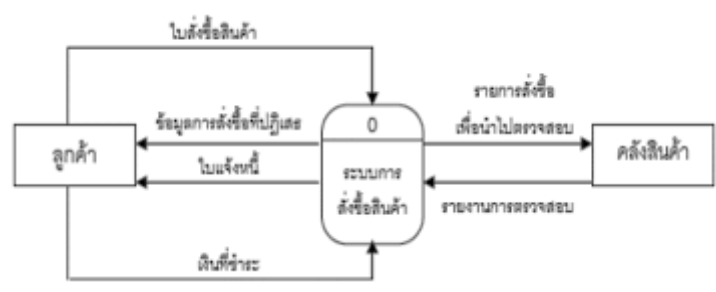 ใบสั่งซื้อสินค้า
รายการสั่งซื้อ
ข้อมูลการสั่งซื้อที่ปฏิเสธ
0
เพื่อนำไปตรวจสอบ
ลูกค้า
คลังสินค้า
ใบแจ้งหนี้
ระบบการ
สั่งซื้อสินค้า
รายงานการตรวจสอบ
เงินที่ชำระ